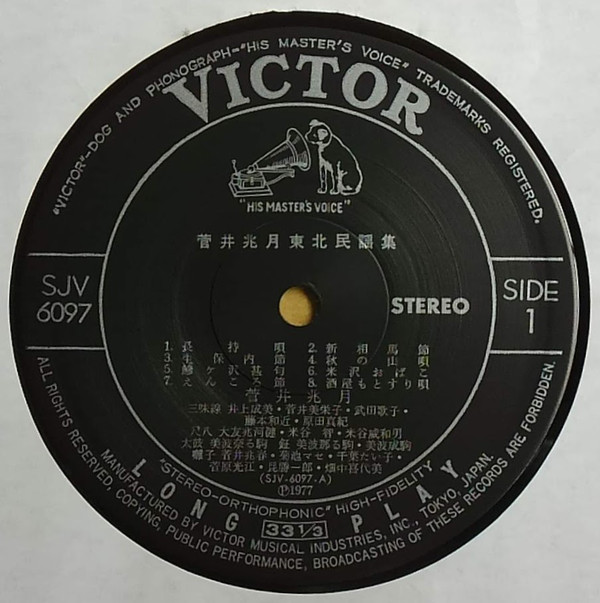 "VICTOR"–DOG AND PHONOGRAPH–"HIS MASTER'S VOICE" TRADEMARKS REGISTERED.
VICTOR
"HIS MASTER'S VOICE"
菅井兆月東北民謡集
SJV
6097
STEREO
SIDE
1
1.長持唄 2.新相馬節
3.生保内節 4.秋の山唄
5.鰺ヶ沢甚句 6.米沢おばこ
7.えんころ節 8.酒屋もとすり唄
菅井兆月
三味線 井上成美・菅井美栄子・武田歌子・
藤本和近・原田真紀
尺八 大友兆河健・米谷智・米谷威和男
太鼓 美波奈る駒 鉦 美波那る駒・美波成駒
囃子 菅井兆春・菊池マセ・千葉たい子・
菅原光江・昆勝一郎・畑中喜代美
(SJV-6097-A)
Ⓟ1977
"STEREO-ORTHOPHONIC" HIGH-FIDELITY
LONG 33 1/3 PLAY
MANUFACTURED BY VICTOR MUSICAL INDUSTRIES, INC., TOKYO, JAPAN.
ALL RIGHTS RESERVED, COPYING, PUBLIC PERFORMANCE, BROADCASTING OF THESE RECORDS ARE FORBIDDEN.